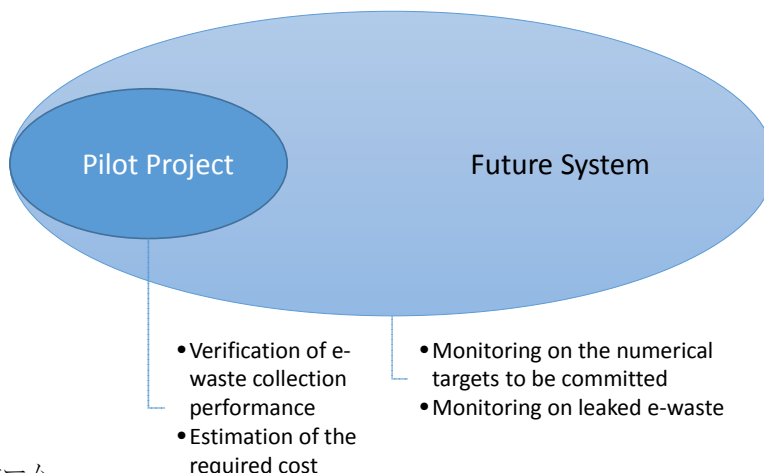 Pilot Project
Future System
•Verification of e-
waste collection
performance
•Estimation of the
required cost
•Monitoring on the numerical
targets to be committed
•Monitoring on leaked e-waste